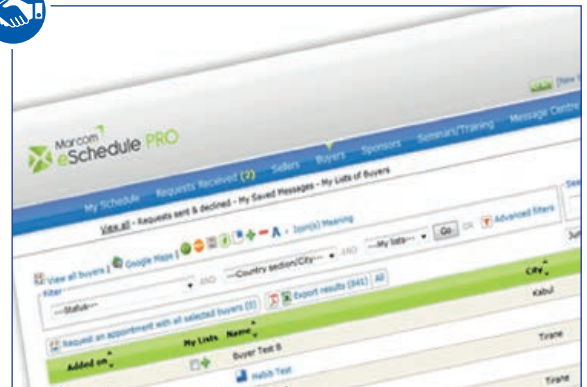 Marcom
eSchedule PRO
My Schedule Requests Received (2) Sellers Buyers Sponsors Seminars/Training Message Centre
View all - Requests sent & declined - My Saved Messages - My Lists of Buyers
View all buyers | Google Maps | A - Icon(s) Meaning
Filter
---Status--- AND ---Country section/City--- AND ---My lists--- Go OR Advanced filters
Request an appointment with all selected buyers (0) Export results (841) All
Added on My Lists Name City
Buyer Test B Kabul
Habib Test Tirane
Tirane